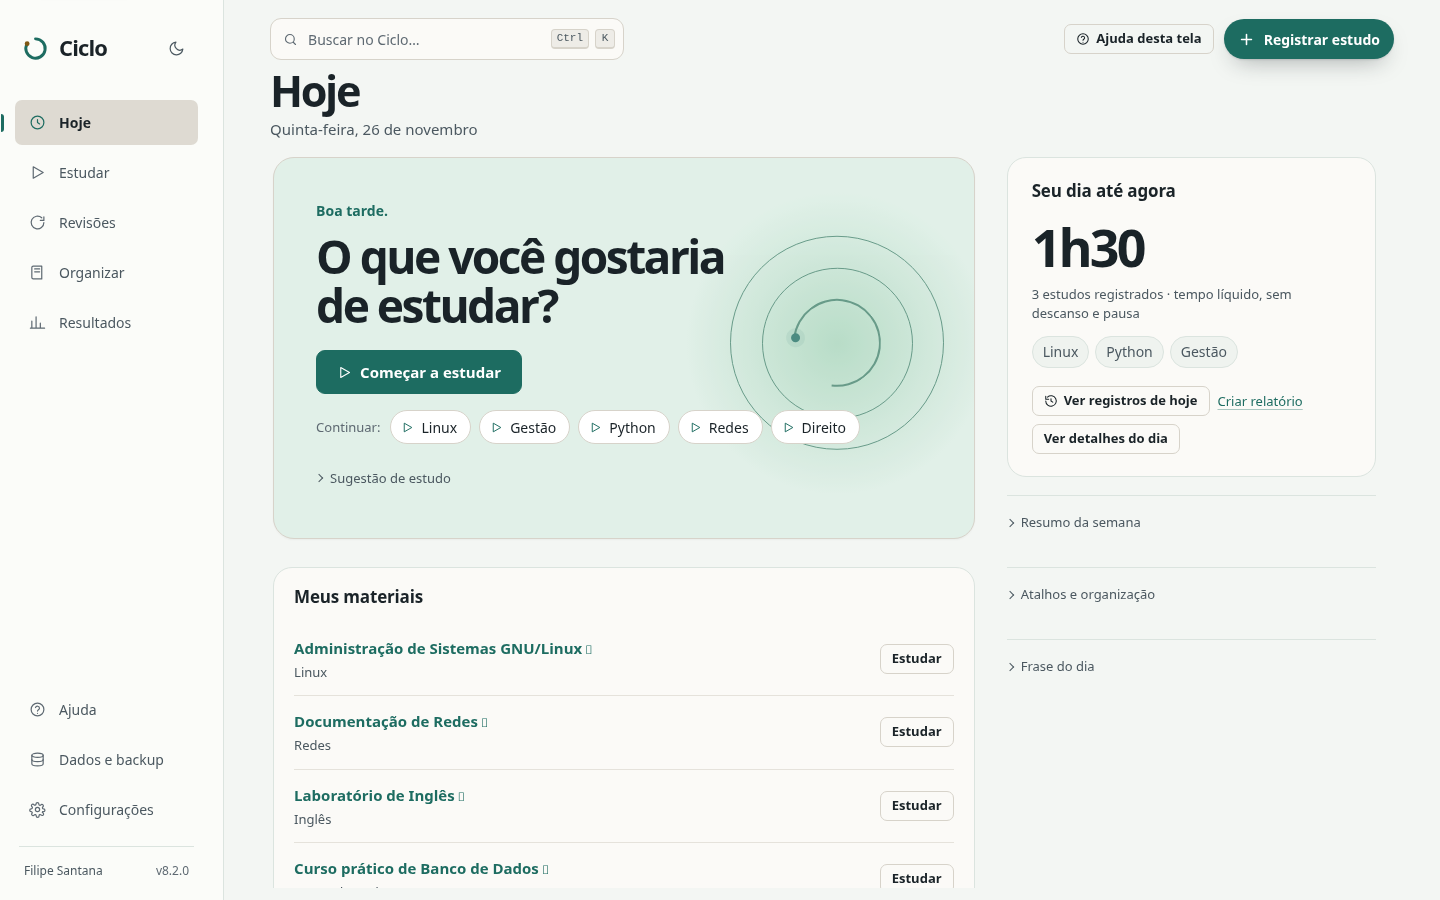 Ciclo
Hoje
Estudar
Revisões
Organizar
Resultados
Ajuda
Dados e backup
Configurações
Filipe Santana
v8.2.0
Buscar no Ciclo...
Ctrl
K
Ajuda desta tela
Registrar estudo
Hoje
Quinta-feira, 26 de novembro
Boa tarde.
O que você gostaria
de estudar?
Começar a estudar
Continuar:
Linux
Gestão
Python
Redes
Direito
Sugestão de estudo
Meus materiais
Administração de Sistemas GNU/Linux
Linux
Estudar
Documentação de Redes
Redes
Estudar
Laboratório de Inglês
Inglês
Estudar
Curso prático de Banco de Dados
Estudar
Seu dia até agora
1h30
3 estudos registrados · tempo líquido, sem
descanso e pausa
Linux
Python
Gestão
Ver registros de hoje
Criar relatório
Ver detalhes do dia
Resumo da semana
Atalhos e organização
Frase do dia